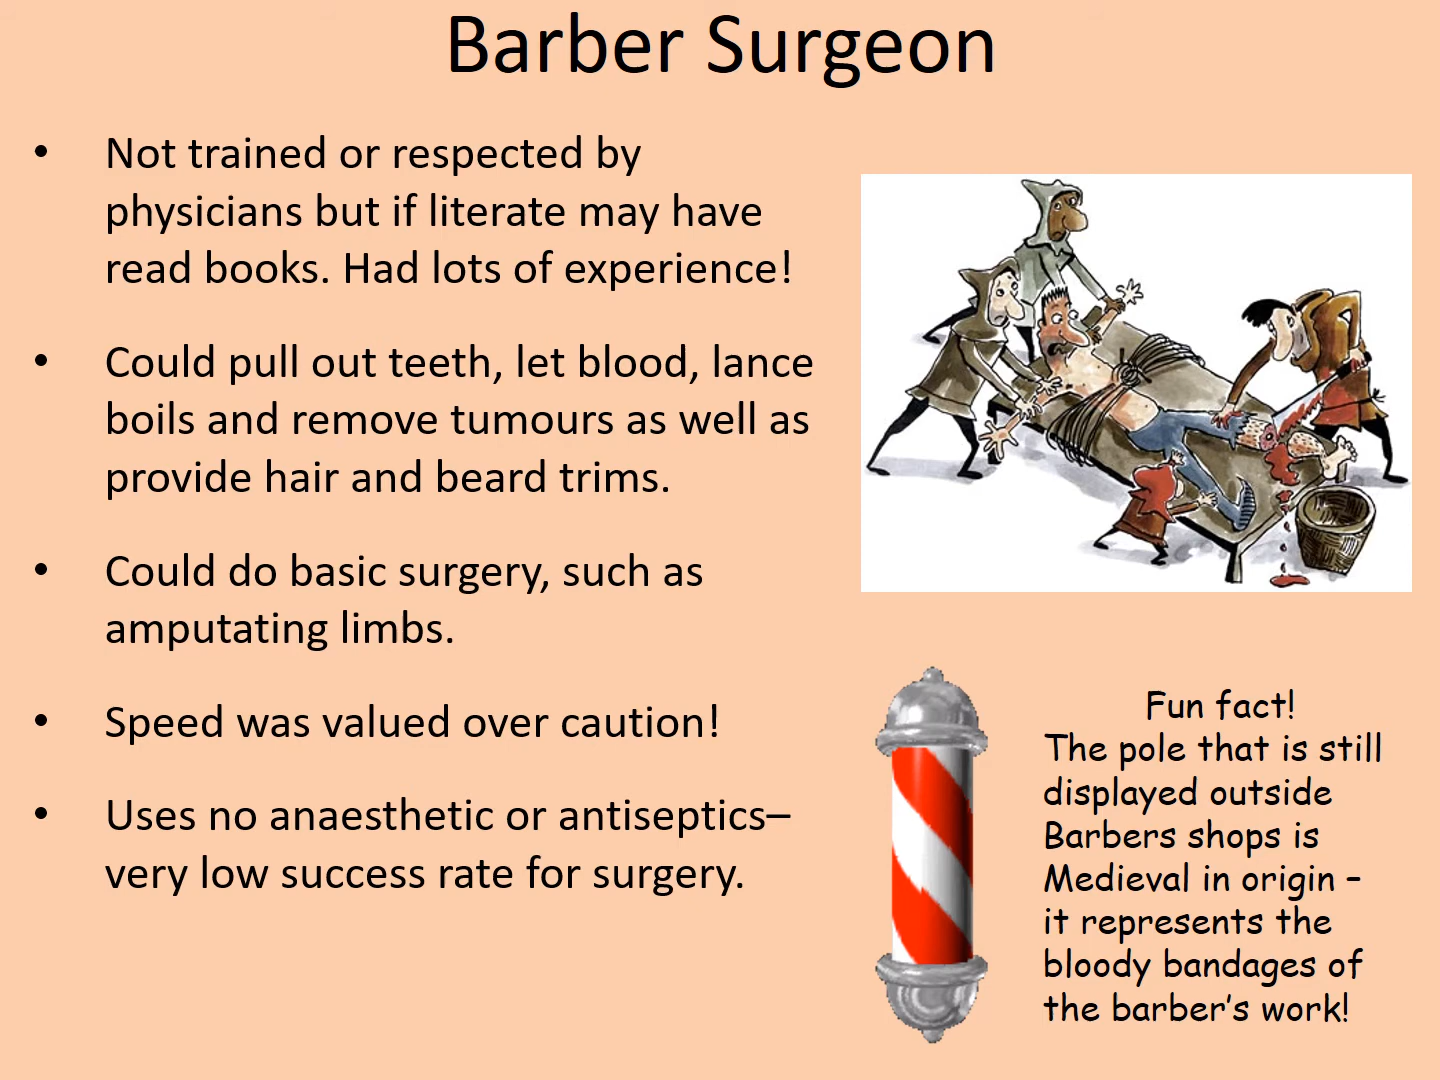 Barber Surgeon
• Not trained or respected by
physicians but if literate may have
read books. Had lots of experience!
• Could pull out teeth, let blood, lance
boils and remove tumours as well as
provide hair and beard trims.
• Could do basic surgery, such as
amputating limbs.
• Speed was valued over caution!
• Uses no anaesthetic or antiseptics–
very low success rate for surgery.
Fun fact!
The pole that is still
displayed outside
Barbers shops is
Medieval in origin –
it represents the
bloody bandages of
the barber’s work!